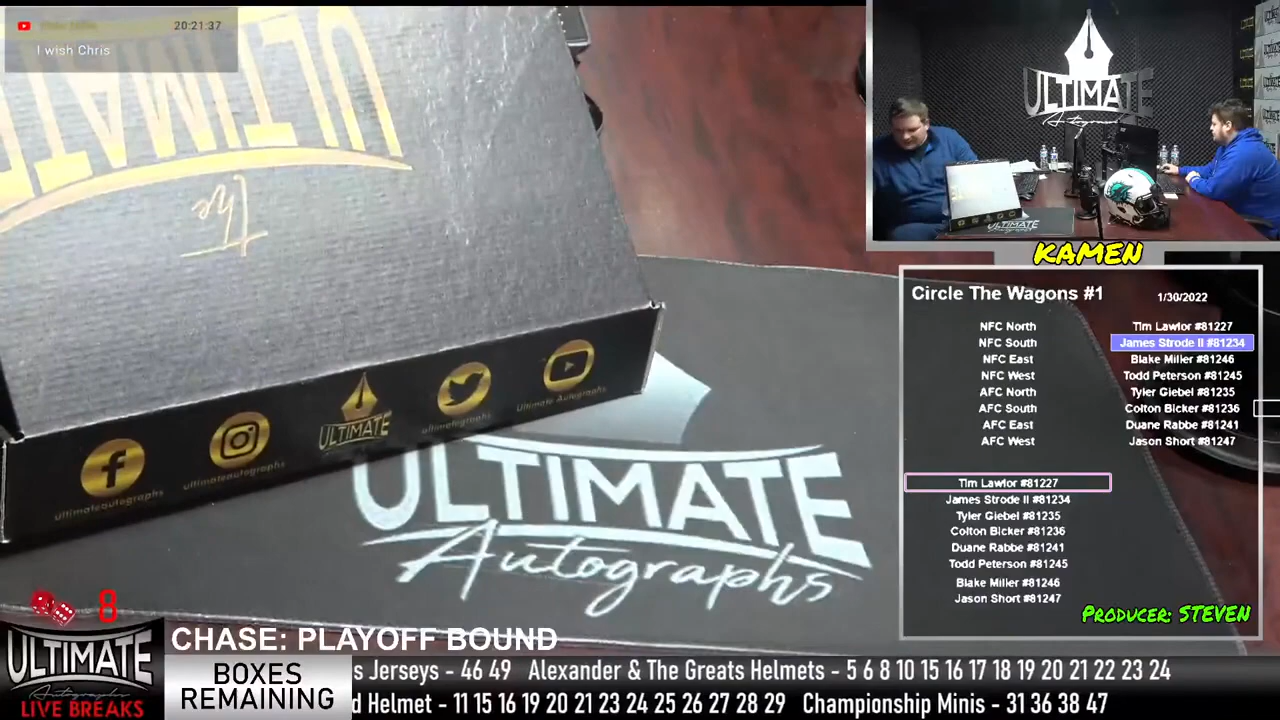 20:21:37
I wish Chris
ULTIMATE
The
ULTIMATE
Autographs
KAMEN
Circle The Wagons #1
1/30/2022
NFC North Tim Lawlor #81227
NFC South James Strode II #81234
NFC East Blake Miller #81246
NFC West Todd Peterson #81245
AFC North Tyler Giebel #81235
AFC South Colton Bicker #81236
AFC East Duane Rabbe #81241
AFC West Jason Short #81247
Tim Lawlor #81227
James Strode II #81234
Tyler Giebel #81235
Colton Bicker #81236
Duane Rabbe #81241
Todd Peterson #81245
Blake Miller #81246
Jason Short #81247
PRODUCER: STEVEN
ultimateautographs
ultimateautographs
ULTIMATE
ultimatographs
Ultimate Autographs
ULTIMATE
Autographs
8
CHASE: PLAYOFF BOUND
ULTIMATE
Autographs
LIVE BREAKS
BOXES
REMAINING
s Jerseys - 46 49 Alexander & The Greats Helmets - 5 6 8 10 15 16 17 18 19 20 21 22 23 24
d Helmet - 11 15 16 19 20 21 23 24 25 26 27 28 29 Championship Minis - 31 36 38 47